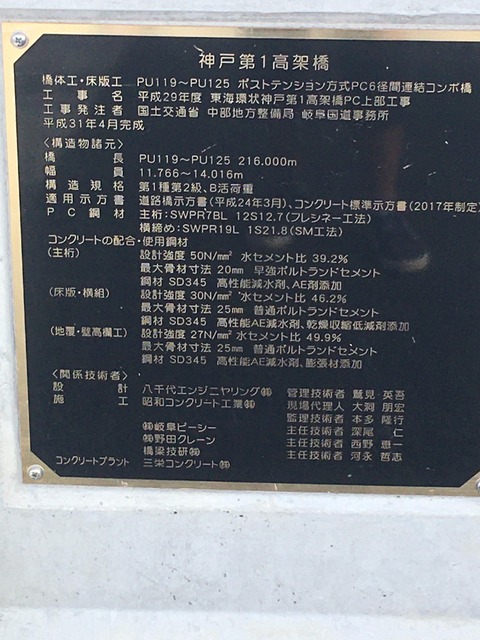 神戸第1高架橋
橋体工・床版工 PU119～PU125 ポストテンション方式PC6径間連結コンポ橋
工事名 平成29年度 東海環状神戸第1高架橋PC上部工事
工事発注者 国土交通省 中部地方整備局 岐阜国道事務所
平成31年4月完成
〈構造物諸元〉
橋長 PU119～PU125 216.000m
幅員 11.766～14.016m
構造規格 第1種第2級、B活荷重
適用示方書 道路橋示方書(平成24年3月)、コンクリート標準示方書(2017年制定)
PC鋼材 主桁:SWPR7BL 12S12.7(フレシネー工法)
横締め:SWPR19L 1S21.8(SM工法)
コンクリートの配合・使用鋼材
(主桁) 設計強度50N/mm² 水セメント比 39.2%
最大骨材寸法 20mm 早強ポルトランドセメント
鋼材 SD345 高性能減水剤、AE剤添加
(床版・横組) 設計強度30N/mm² 水セメント比 46.2%
最大骨材寸法 25mm 普通ポルトランドセメント
鋼材 SD345 高性能AE減水剤、乾燥収縮低減剤添加
(地覆・壁高欄工) 設計強度27N/mm² 水セメント比 49.9%
最大骨材寸法 25mm 普通ポルトランドセメント
鋼材 SD345 高性能AE減水剤、膨張材添加
〈関係技術者〉
設計 八千代エンジニヤリング㈱ 管理技術者 鷲見 英吾
施工 昭和コンクリート工業㈱ 現場代理人 大洞 朋宏
監理技術者 本多 隆行
㈱岐阜ピーシー 主任技術者 深尾 仁
㈱野田クレーン 主任技術者 西野 恵一
橋梁技研㈱ 主任技術者 河永 哲志
コンクリートプラント 三栄コンクリート㈱